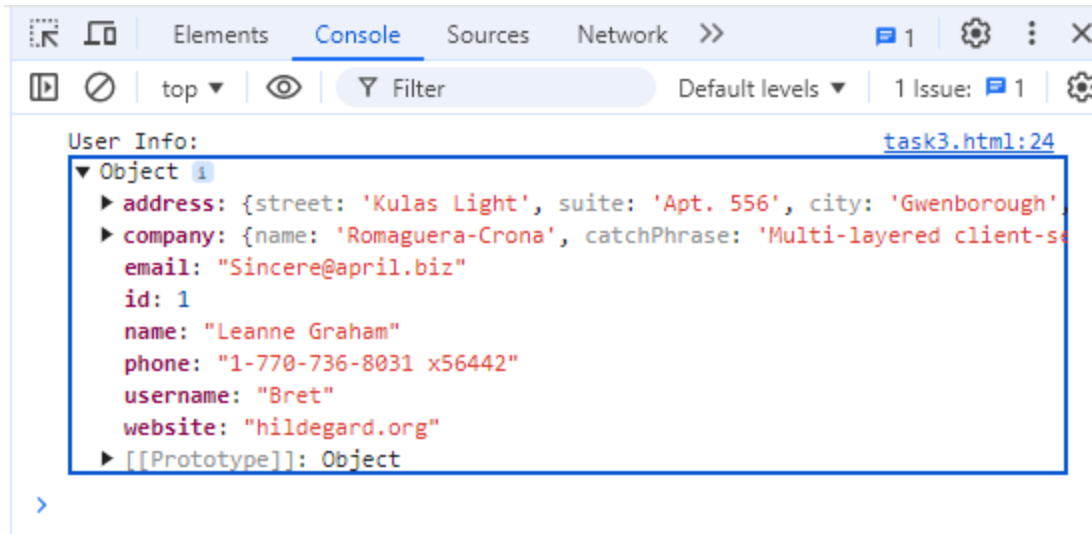 Elements Console Sources Network 1
top Filter Default levels 1 Issue: 1
User Info: task3.html:24
Object i
address: {street: 'Kulas Light', suite: 'Apt. 556', city: 'Gwenborough',
company: {name: 'Romaguera-Crona', catchPhrase: 'Multi-layered client-se
email: "Sincere@april.biz"
id: 1
name: "Leanne Graham"
phone: "1-770-736-8031 x56442"
username: "Bret"
website: "hildegard.org"
[[Prototype]]: Object